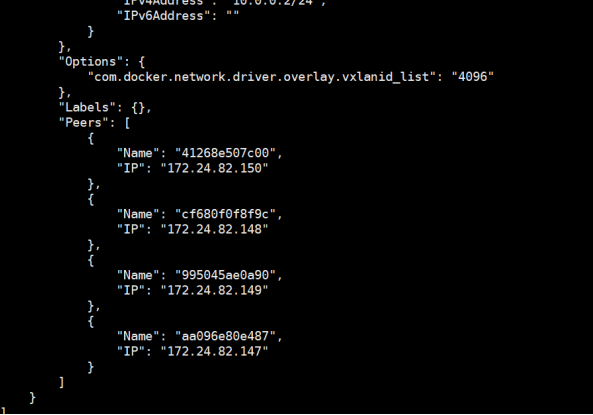 "IPv4Address": "10.0.0.2/24",
"IPv6Address": ""
}
},
"Options": {
"com.docker.network.driver.overlay.vxlanid_list": "4096"
},
"Labels": {},
"Peers": [
{
"Name": "41268e507c00",
"IP": "172.24.82.150"
},
{
"Name": "cf680f0f8f9c",
"IP": "172.24.82.148"
},
{
"Name": "995045ae0a90",
"IP": "172.24.82.149"
},
{
"Name": "aa096e80e487",
"IP": "172.24.82.147"
}
]
}
]